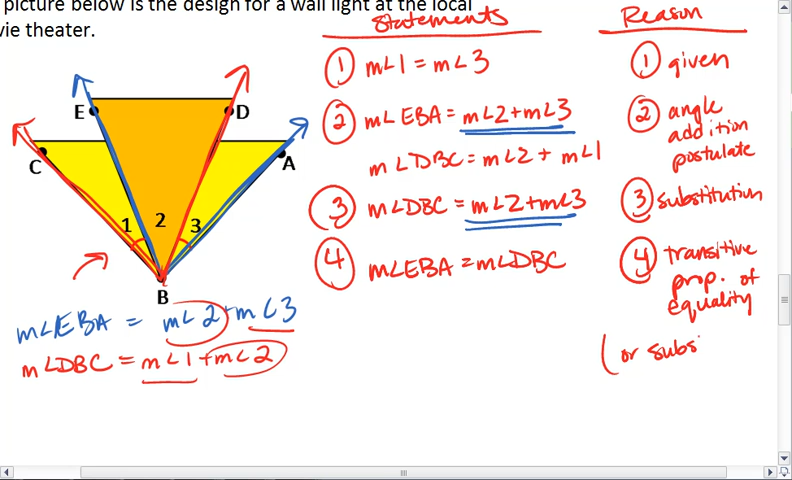 picture below is the design for a wall light at the local
vie theater.
Statements
Reason
① m∠1 = m∠3
① given
② m∠EBA = m∠2+m∠3
m∠DBC = m∠2 + m∠1
② angle
addition
postulate
③ m∠DBC = m∠2+m∠3
③ substitution
④ m∠EBA = m∠DBC
④ transitive
prop. of
equality
(or subs
E
D
C
A
1
2
3
B
m∠EBA = m∠2 + m∠3
m∠DBC = m∠1 + m∠2